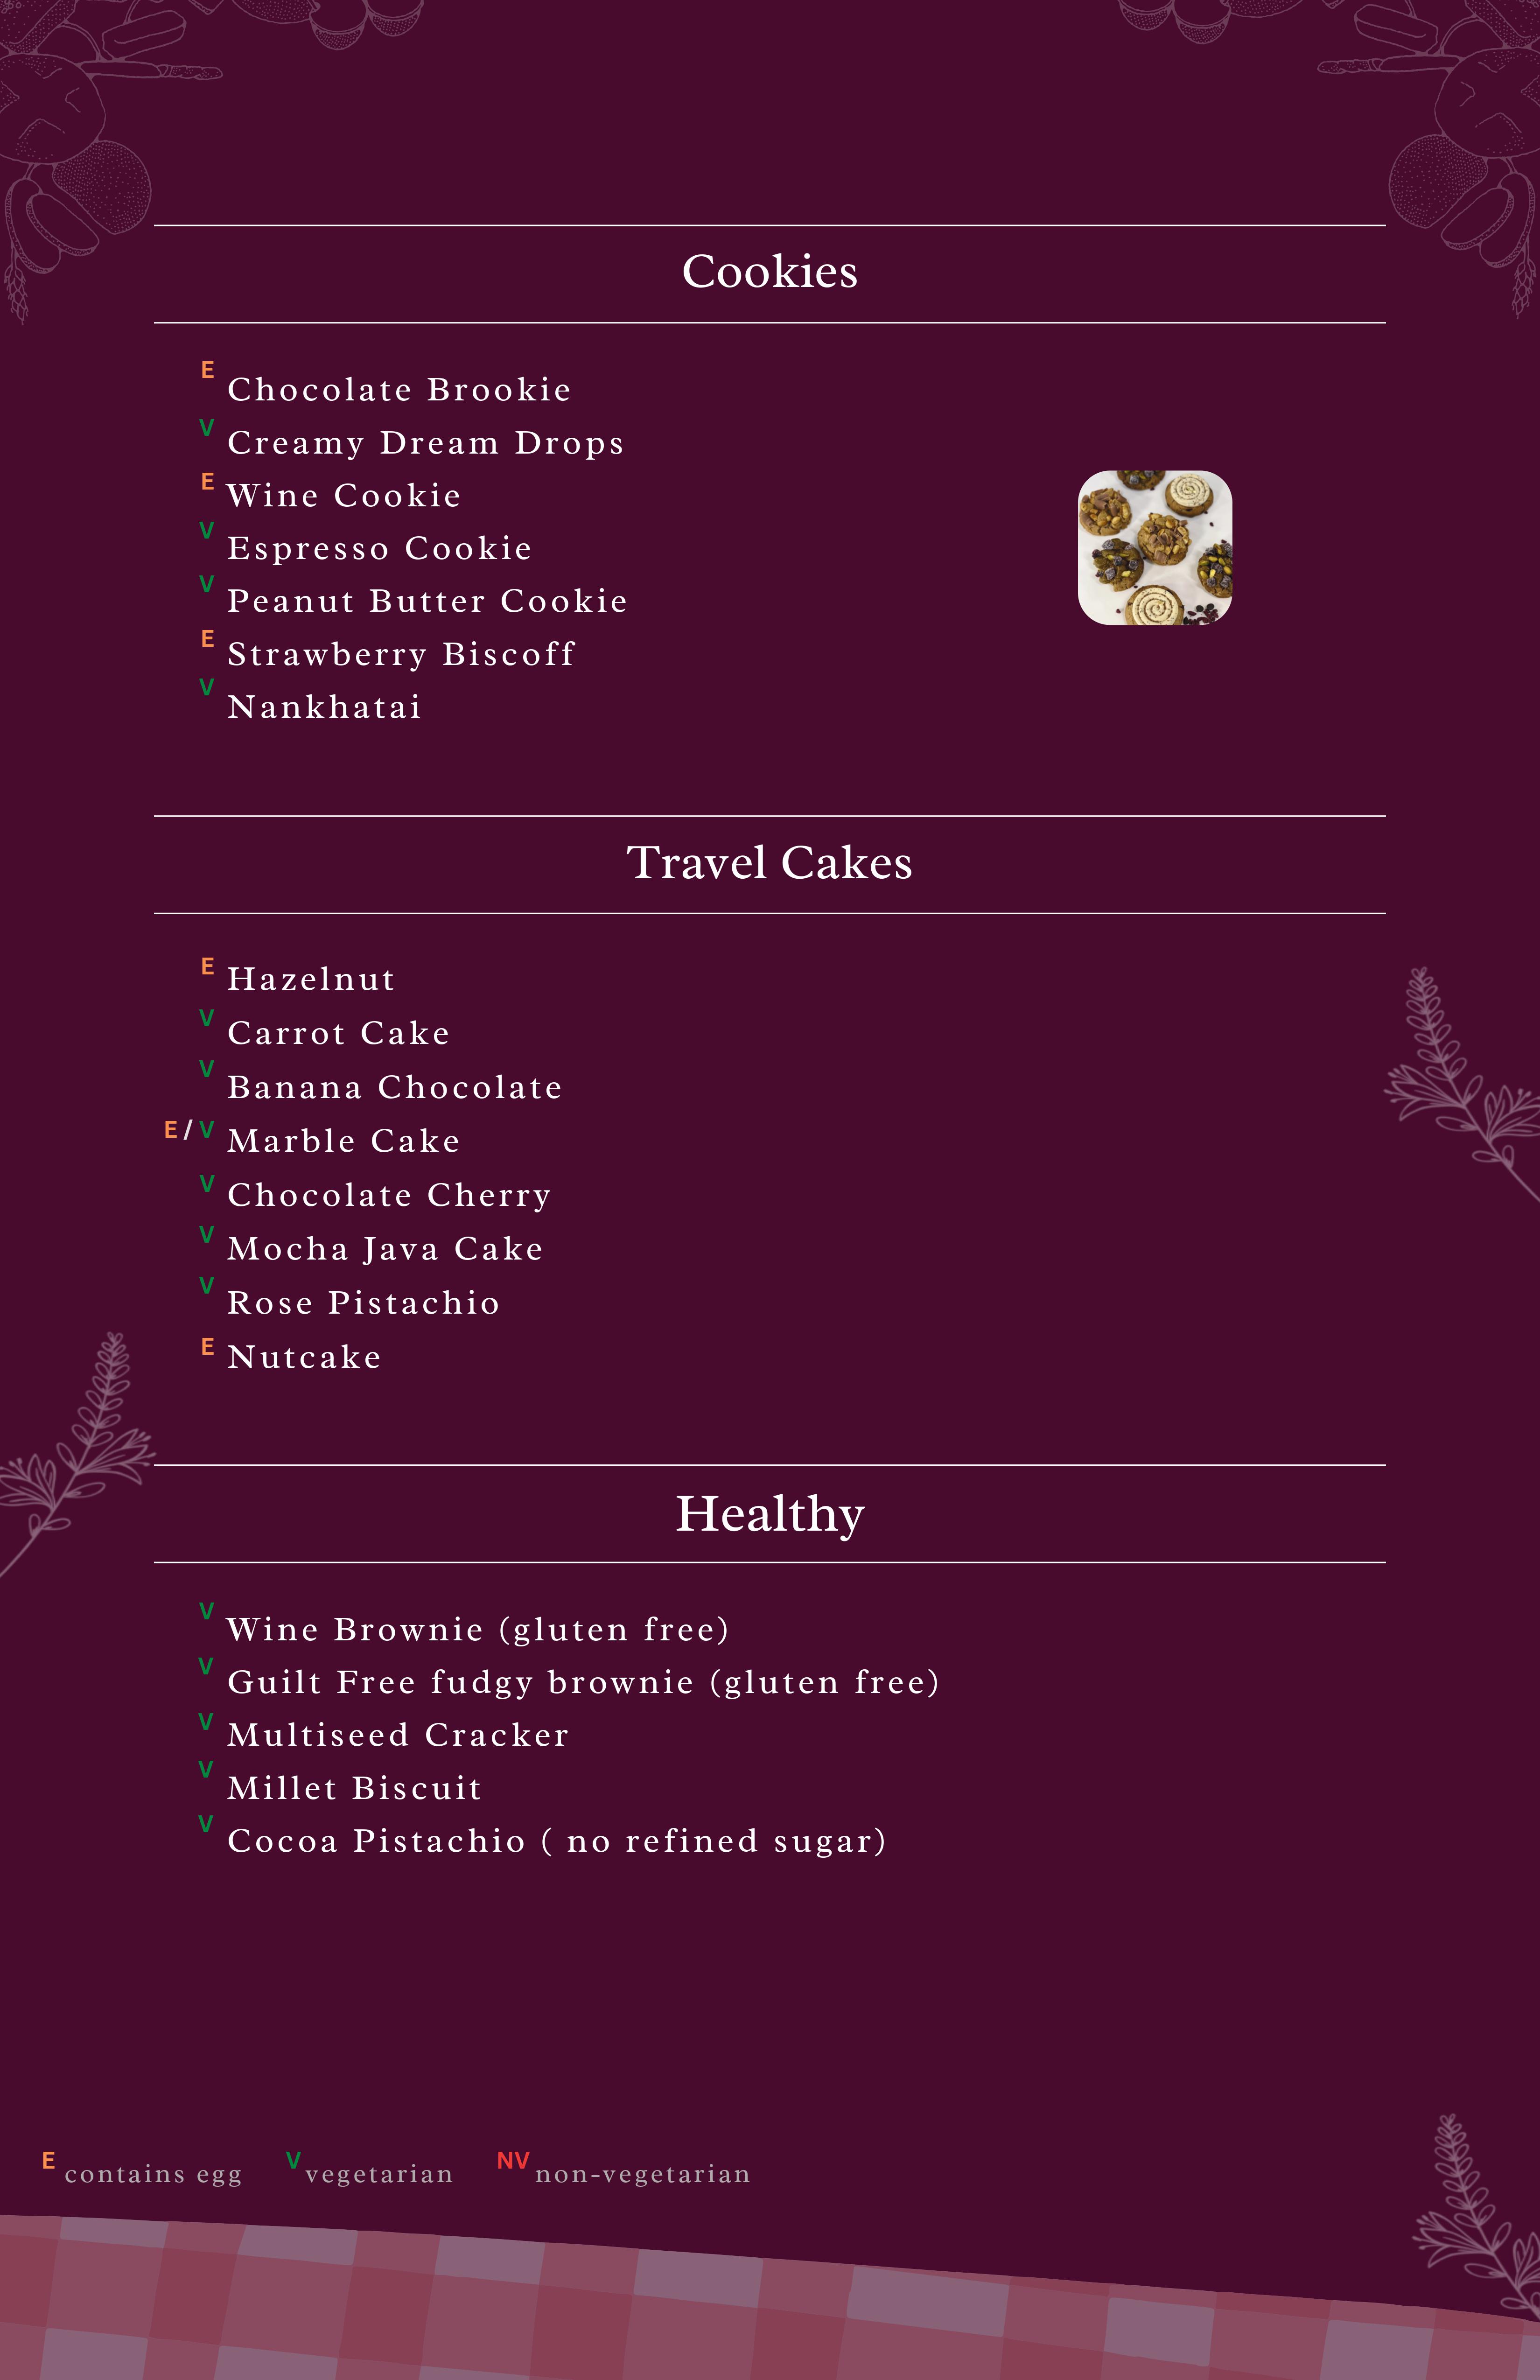 Cookies
E Chocolate Brookie
V Creamy Dream Drops
E Wine Cookie
V Espresso Cookie
V Peanut Butter Cookie
E Strawberry Biscoff
V Nankhatai
Travel Cakes
E Hazelnut
V Carrot Cake
V Banana Chocolate
E / V Marble Cake
V Chocolate Cherry
V Mocha Java Cake
V Rose Pistachio
E Nutcake
Healthy
V Wine Brownie (gluten free)
V Guilt Free fudgy brownie (gluten free)
V Multiseed Cracker
V Millet Biscuit
V Cocoa Pistachio ( no refined sugar)
E contains egg V vegetarian NV non-vegetarian